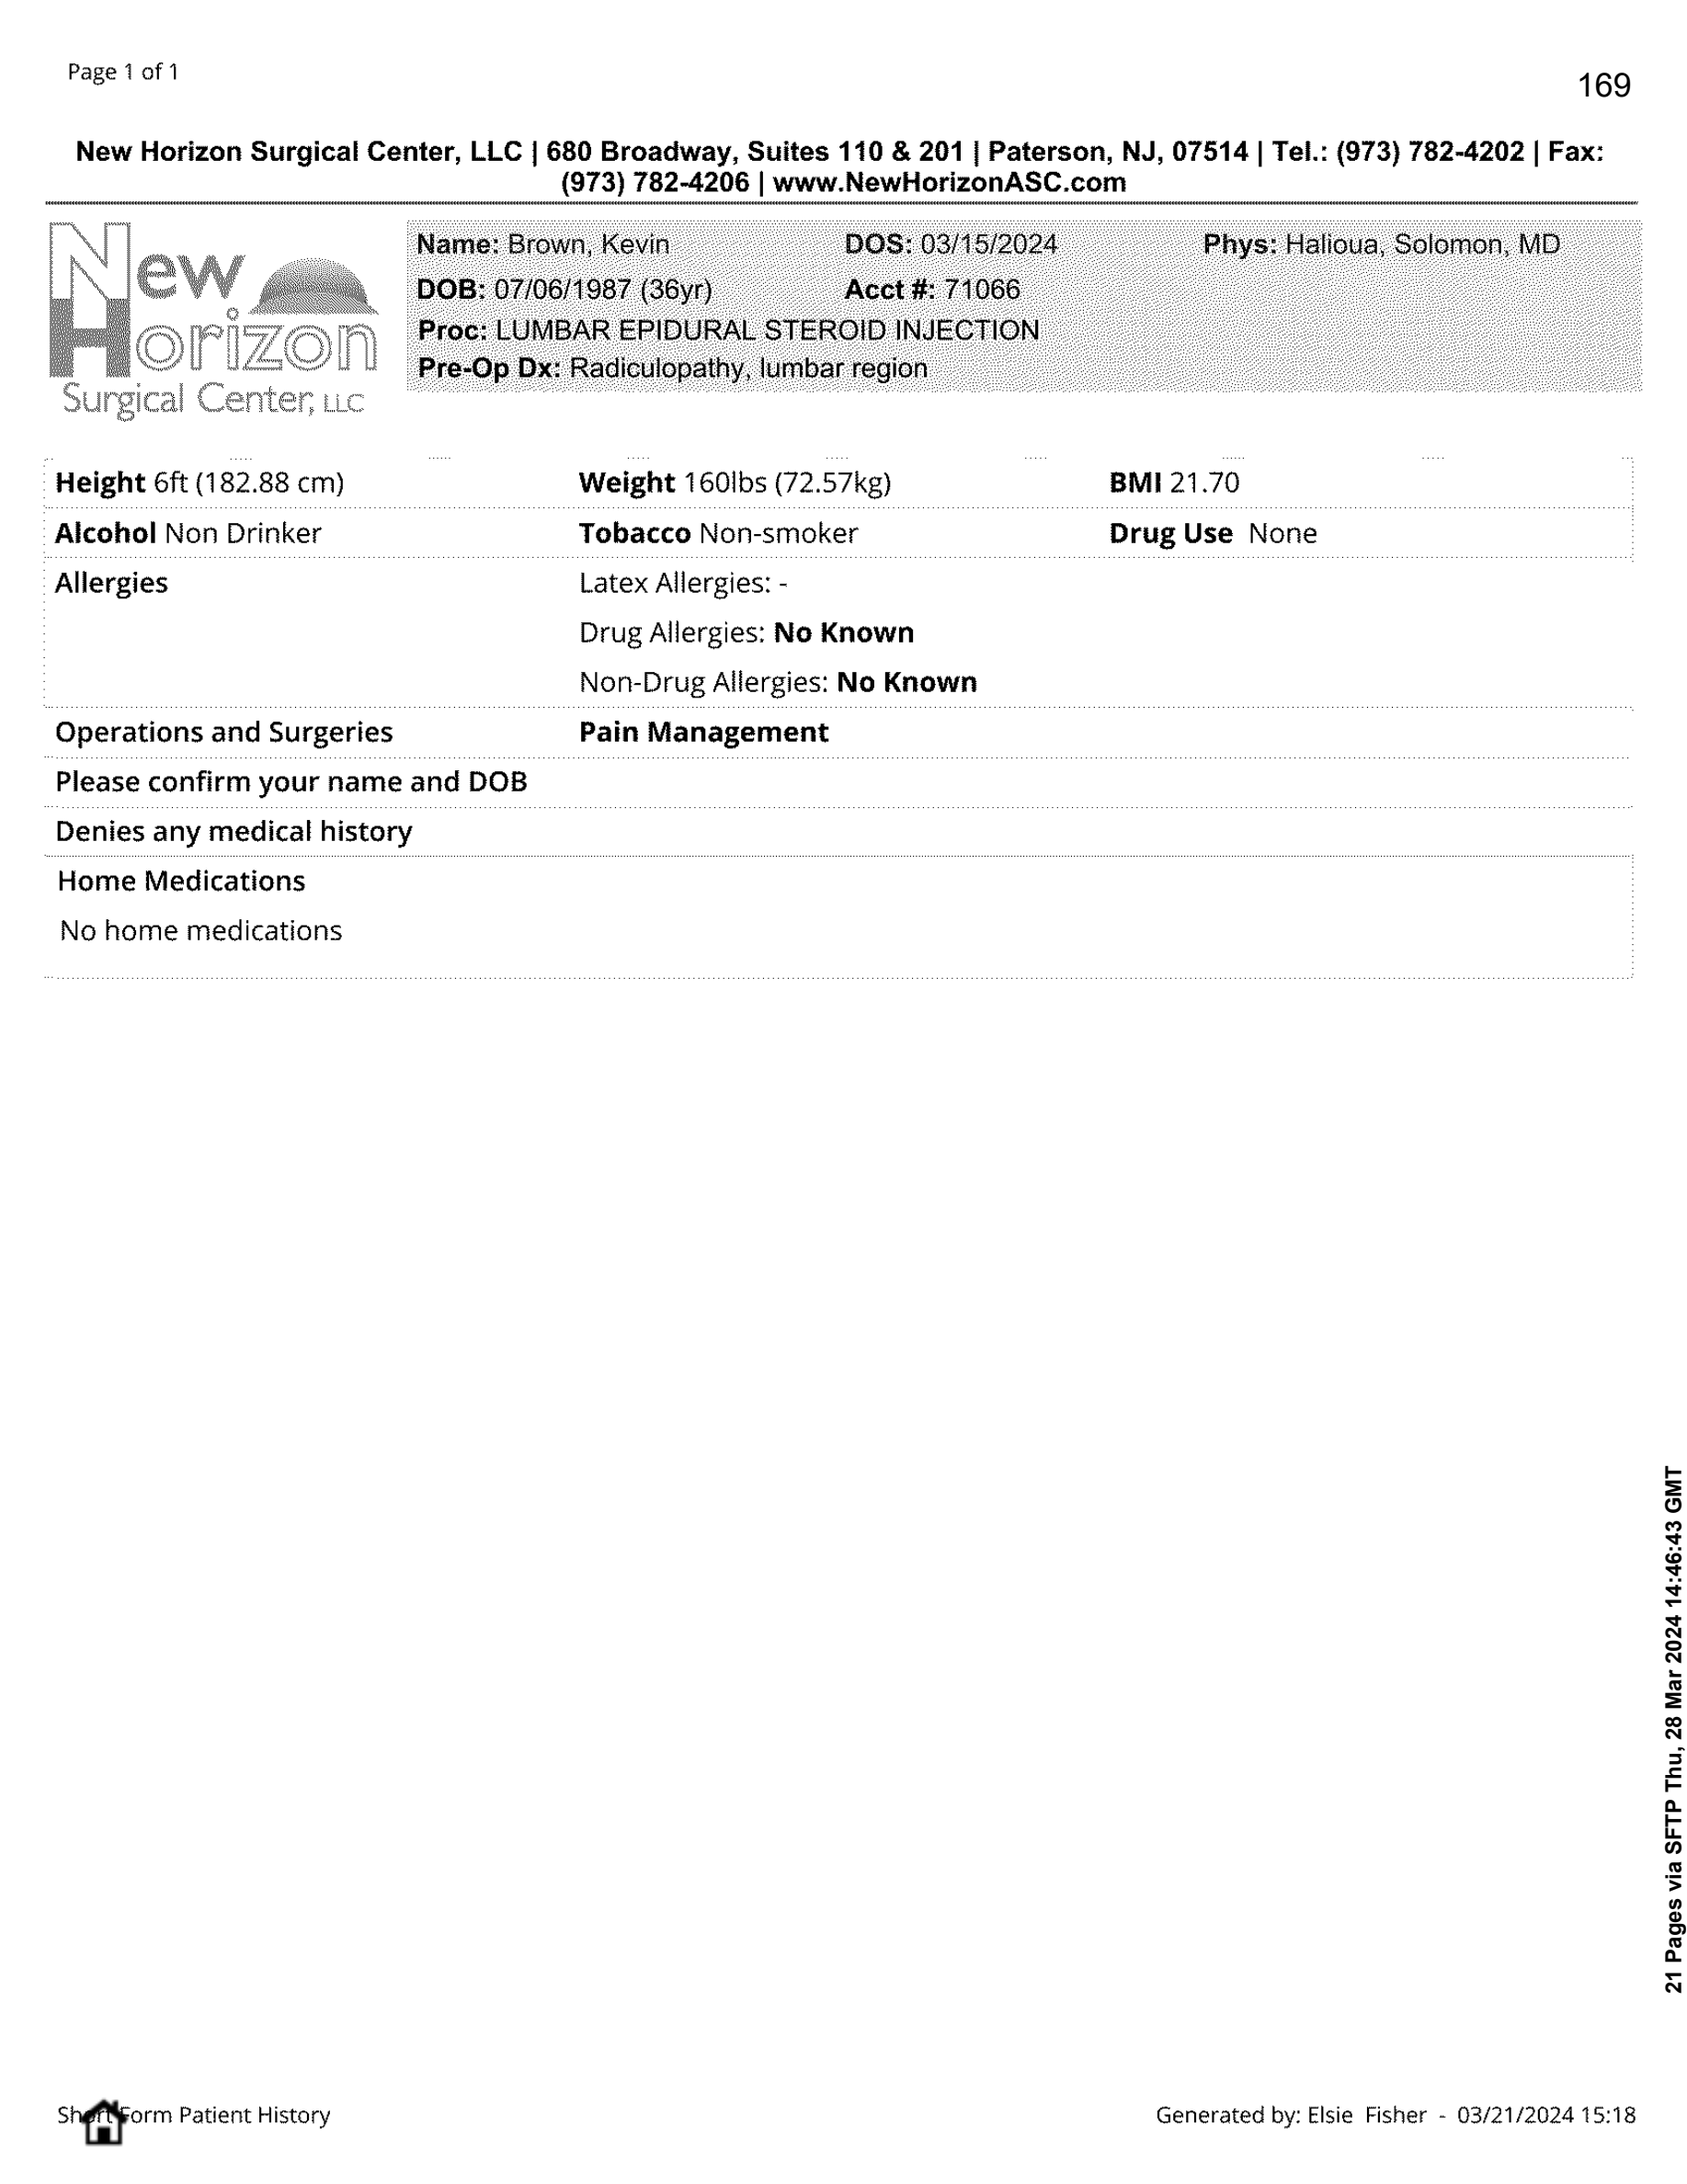 Page 1 of 1
169
New Horizon Surgical Center, LLC | 680 Broadway, Suites 110 & 201 | Paterson, NJ, 07514 | Tel.: (973) 782-4202 | Fax:
(973) 782-4206 | www.NewHorizonASC.com
New
Horizon
Surgical Center, LLC
Name: Brown, Kevin DOS: 03/15/2024 Phys: Halioua, Solomon, MD
DOB: 07/06/1987 (36yr) Acct #: 71066
Proc: LUMBAR EPIDURAL STEROID INJECTION
Pre-Op Dx: Radiculopathy, lumbar region
Height 6ft (182.88 cm) Weight 160lbs (72.57kg) BMI 21.70
Alcohol Non Drinker Tobacco Non-smoker Drug Use None
Allergies Latex Allergies: -
Drug Allergies: No Known
Non-Drug Allergies: No Known
Operations and Surgeries Pain Management
Please confirm your name and DOB
Denies any medical history
Home Medications
No home medications
21 Pages via SFTP Thu, 28 Mar 2024 14:46:43 GMT
Short Form Patient History Generated by: Elsie Fisher - 03/21/2024 15:18